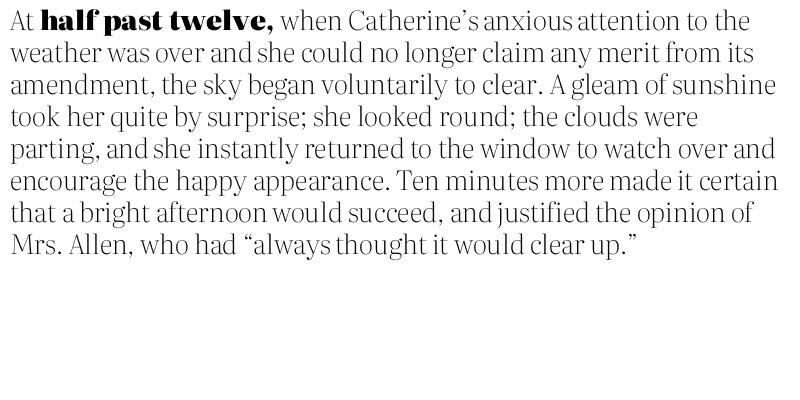 At half past twelve, when Catherine’s anxious attention to the
weather was over and she could no longer claim any merit from its
amendment, the sky began voluntarily to clear. A gleam of sunshine
took her quite by surprise; she looked round; the clouds were
parting, and she instantly returned to the window to watch over and
encourage the happy appearance. Ten minutes more made it certain
that a bright afternoon would succeed, and justified the opinion of
Mrs. Allen, who had “always thought it would clear up.”